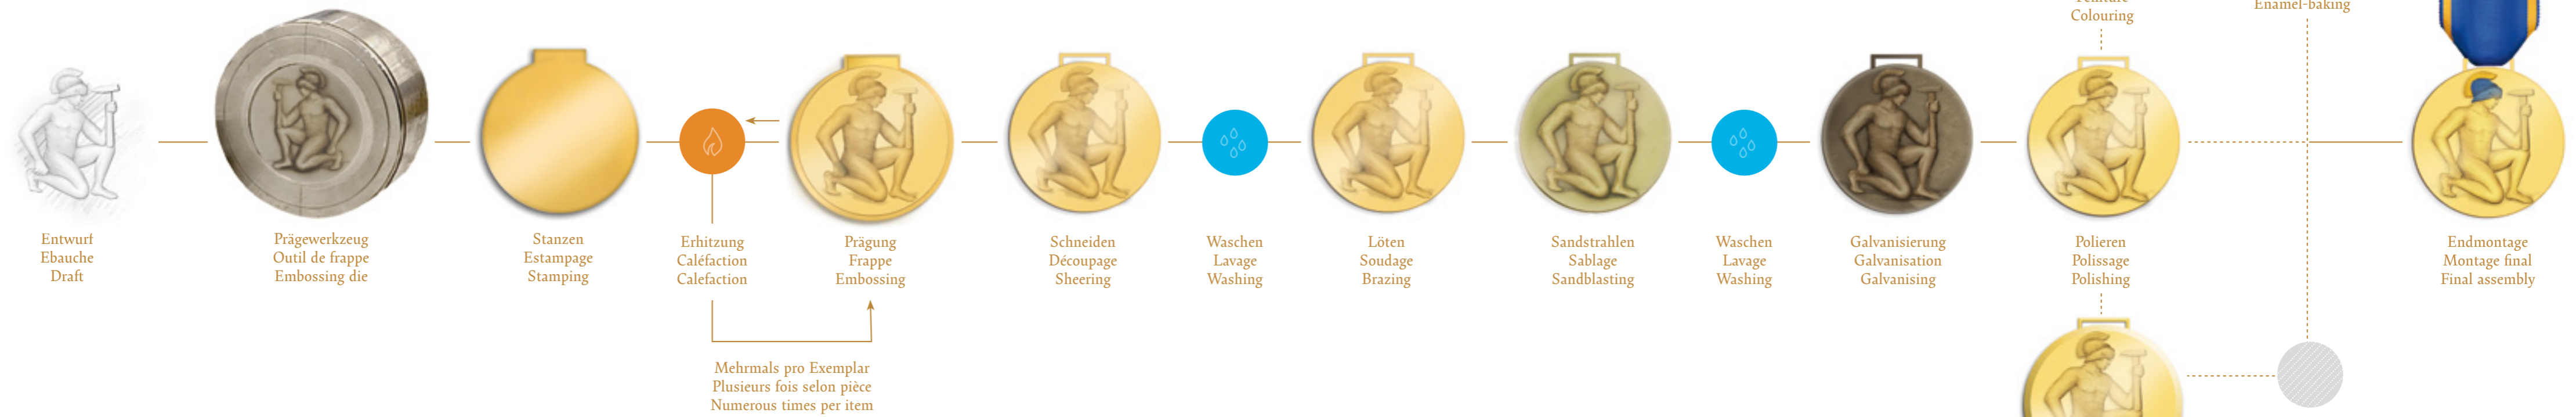 Colouring
Enamel-baking
Entwurf
Ebauche
Draft
Prägewerkzeug
Outil de frappe
Embossing die
Stanzen
Estampage
Stamping
Erhitzung
Caléfaction
Calefaction
Prägung
Frappe
Embossing
Schneiden
Découpage
Sheering
Waschen
Lavage
Washing
Löten
Soudage
Brazing
Sandstrahlen
Sablage
Sandblasting
Waschen
Lavage
Washing
Galvanisierung
Galvanisation
Galvanising
Polieren
Polissage
Polishing
Endmontage
Montage final
Final assembly
Mehrmals pro Exemplar
Plusieurs fois selon pièce
Numerous times per item